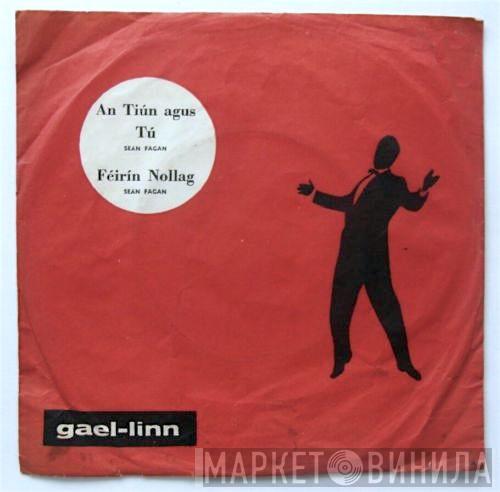 An Tiún agus
Tú
SEAN FAGAN
Féirín Nollag
SEAN FAGAN
gael-linn
МАРКЕТ ВИНИЛА